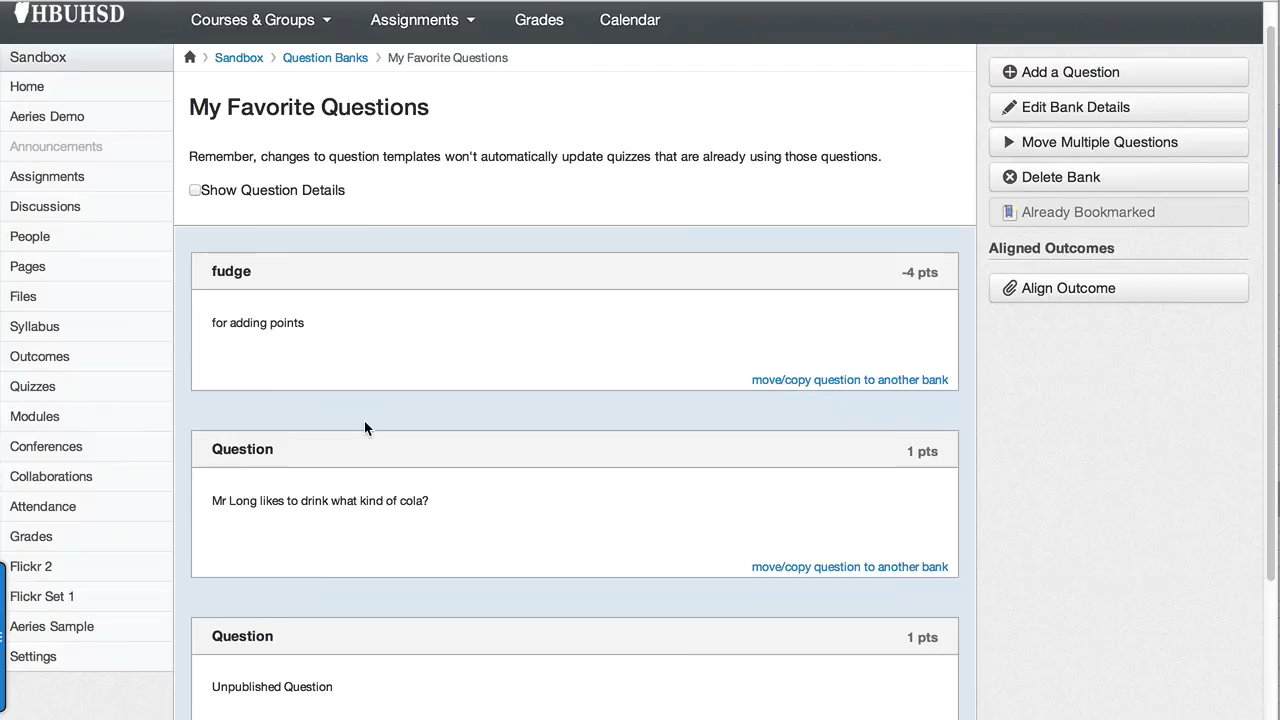 HBUHSD
Courses & Groups
Assignments
Grades
Calendar
Sandbox
Home
Aeries Demo
Announcements
Assignments
Discussions
People
Pages
Files
Syllabus
Outcomes
Quizzes
Modules
Conferences
Collaborations
Attendance
Grades
Flickr 2
Flickr Set 1
Aeries Sample
Settings
Sandbox Question Banks My Favorite Questions
My Favorite Questions
Remember, changes to question templates won't automatically update quizzes that are already using those questions.
Show Question Details
fudge
-4 pts
for adding points
move/copy question to another bank
Question
1 pts
Mr Long likes to drink what kind of cola?
move/copy question to another bank
Question
1 pts
Unpublished Question
Add a Question
Edit Bank Details
Move Multiple Questions
Delete Bank
Already Bookmarked
Aligned Outcomes
Align Outcome